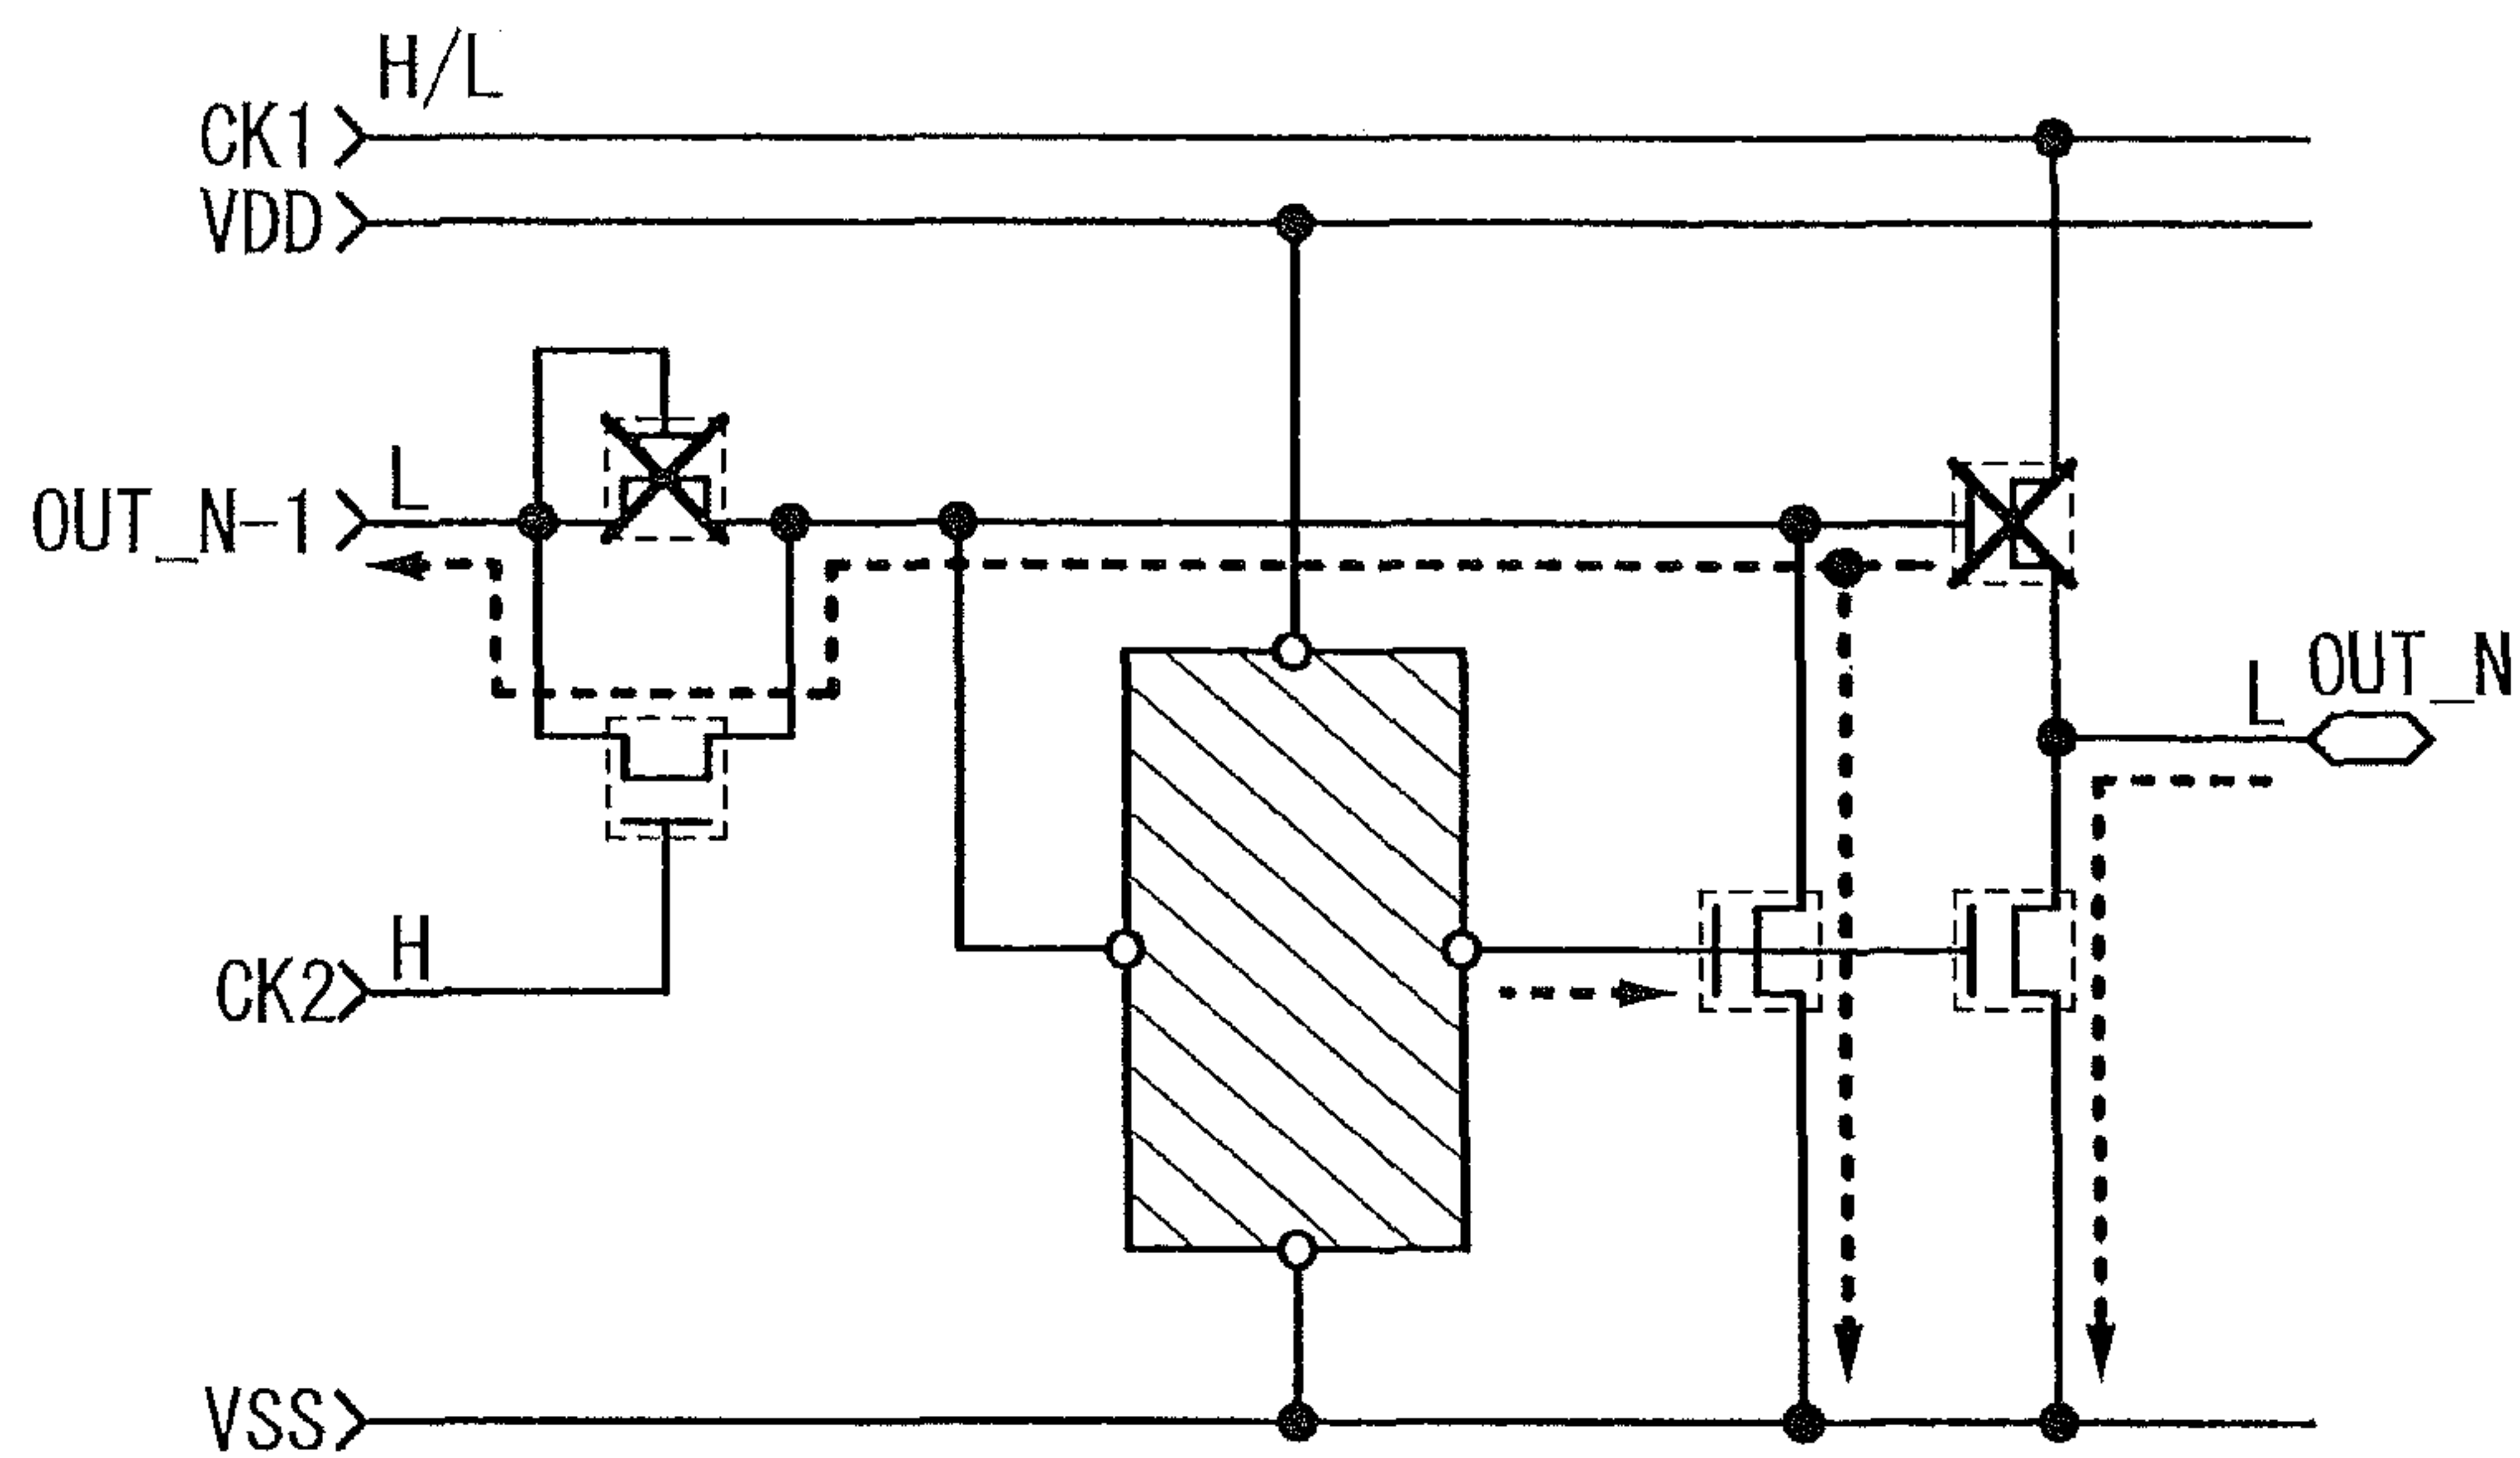 H/L
CK1
VDD
L
OUT_N-1
L
OUT_N
H
CK2
VSS